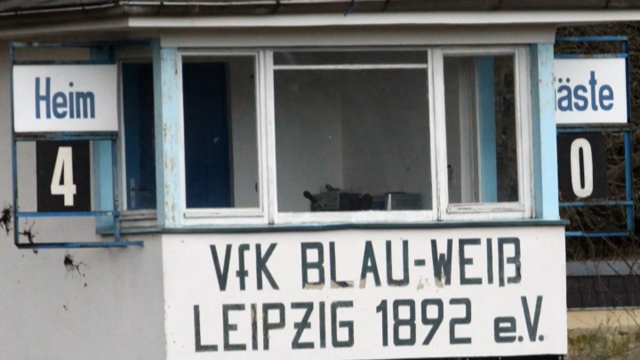 Heim
4
äste
0
VfK BLAU-WEIß
LEIPZIG 1892 e.V.